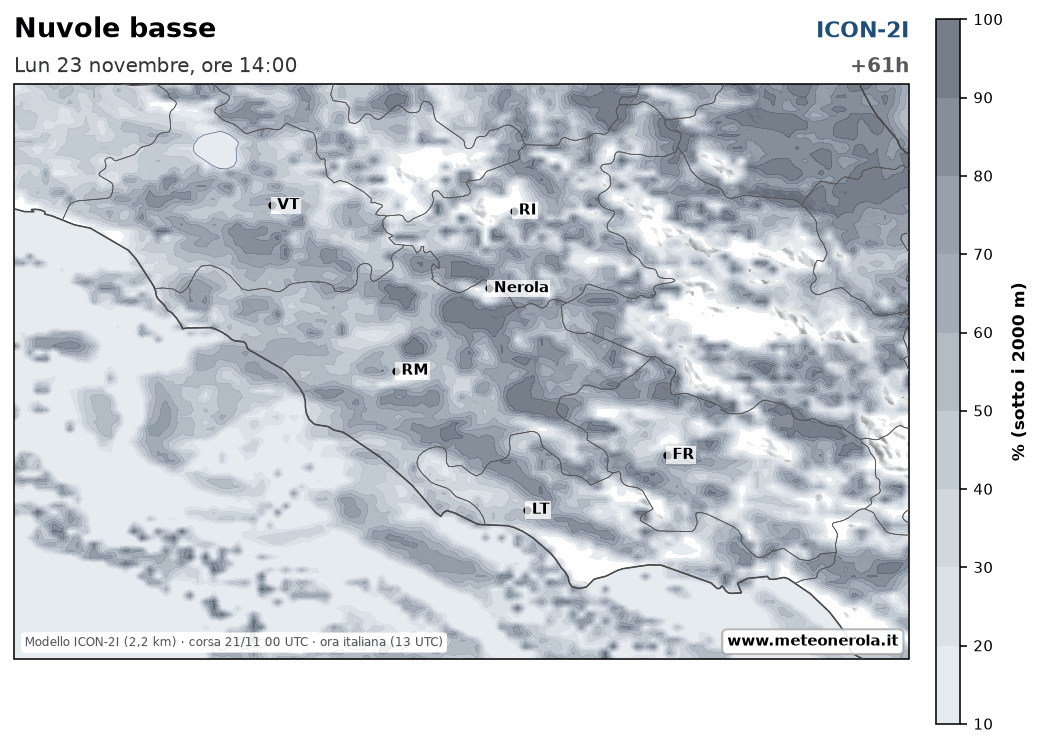 Nuvole basse
ICON-2I
Lun 23 novembre, ore 14:00
+61h
VT
RI
Nerola
RM
FR
LT
Modello ICON-2I (2,2 km) · corsa 21/11 00 UTC · ora italiana (13 UTC)
www.meteonerola.it
100
90
80
70
60
50
40
30
20
10
% (sotto i 2000 m)